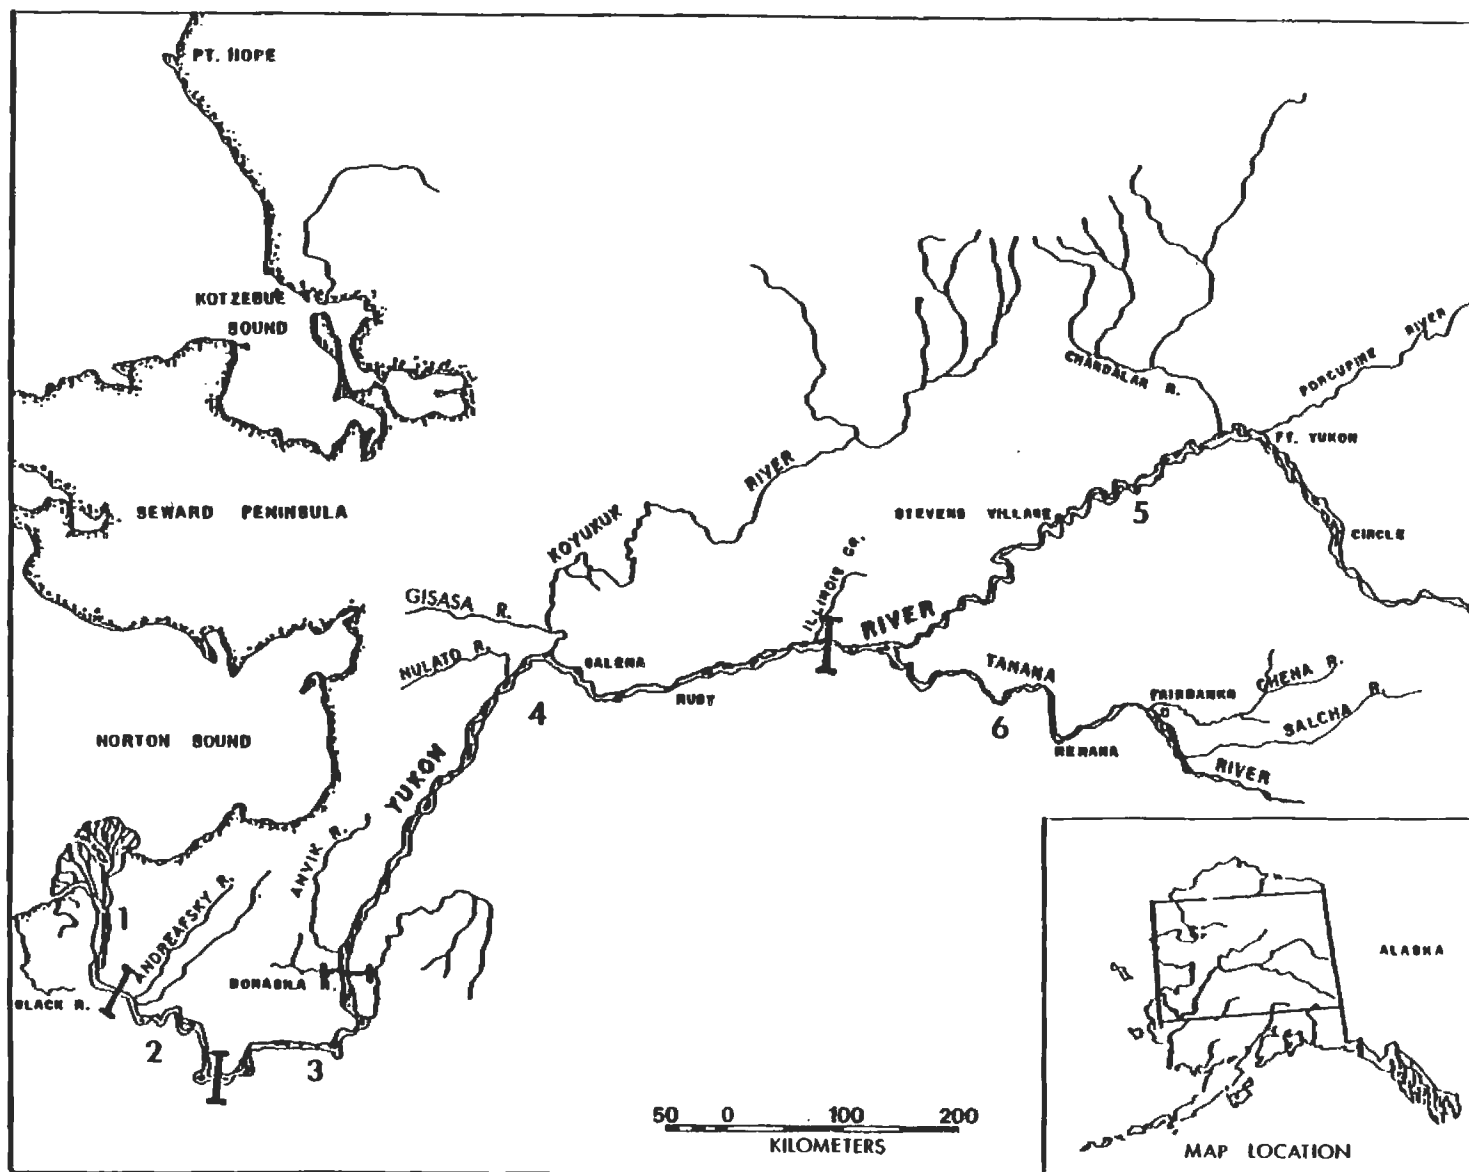 PT. HOPE
KOTZEBUE
SOUND
CHANDALAR R.
PORCUPINE RIVER
FT. YUKON
KOYUKUK RIVER
SEWARD PENINSULA
STEVENS VILLAGE
5
CIRCLE
ILLINOIS CR.
GISASA R.
NULATO R.
GALENA
RUBY
4
YUKON RIVER
TANANA RIVER
6
FAIRBANKS
CHENA R.
SALCHA R.
NENANA
NORTON SOUND
ANVIK R.
1
ANDREAFSKY R.
BLACK R.
BONASILA R.
2
3
50 0 100 200
KILOMETERS
ALASKA
MAP LOCATION